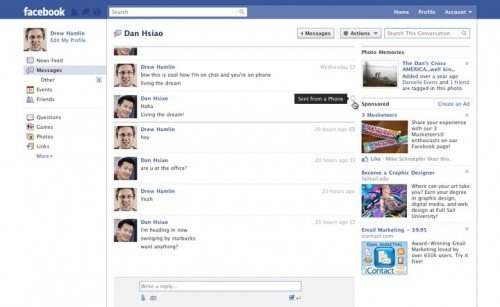 facebook
Search
Home Profile Account
Drew Hamlin
Edit My Profile
News Feed
Messages
Other 3
Events
Friends
Questions
Games
Photos
Links
More
Dan Hsiao
Messages
Actions
Search This Conversation
Drew Hamlin
Wednesday
btw this is cool how i'm on chat and you're on phone
living the dream
Dan Hsiao
Haha
Living the dream!
Sent from a Phone
Drew Hamlin
20 hours ago
hey
Dan Hsiao
20 hours ago
are u at the office?
Drew Hamlin
20 hours ago
Yeah
Dan Hsiao
20 hours ago
I'm heading in now
swinging by starbucks
want anything?
Write a reply...
Photo Memories
The Dan's Cross
AMERICA...well kin...
Added over a year ago
Danielle Evens and 1 friend
are tagged in this photo.
Sponsored
Create an Ad
3 Musketeers
Share your
experience with
our 3
Musketeers®
enthusiasts on our
Facebook page!
Like · Mike Schroepfer likes this.
Become a Graphic Designer
fullsail.edu
Where can your art take
you? Earn your degree
in graphic design,
digital media, and web
design at Full Sail
University!
Email Marketing - $9.95
icontact.com
EMAIL MARKETING
iContact
Award-Winning Email
Marketing loved by
over 650k users. Try it
free!